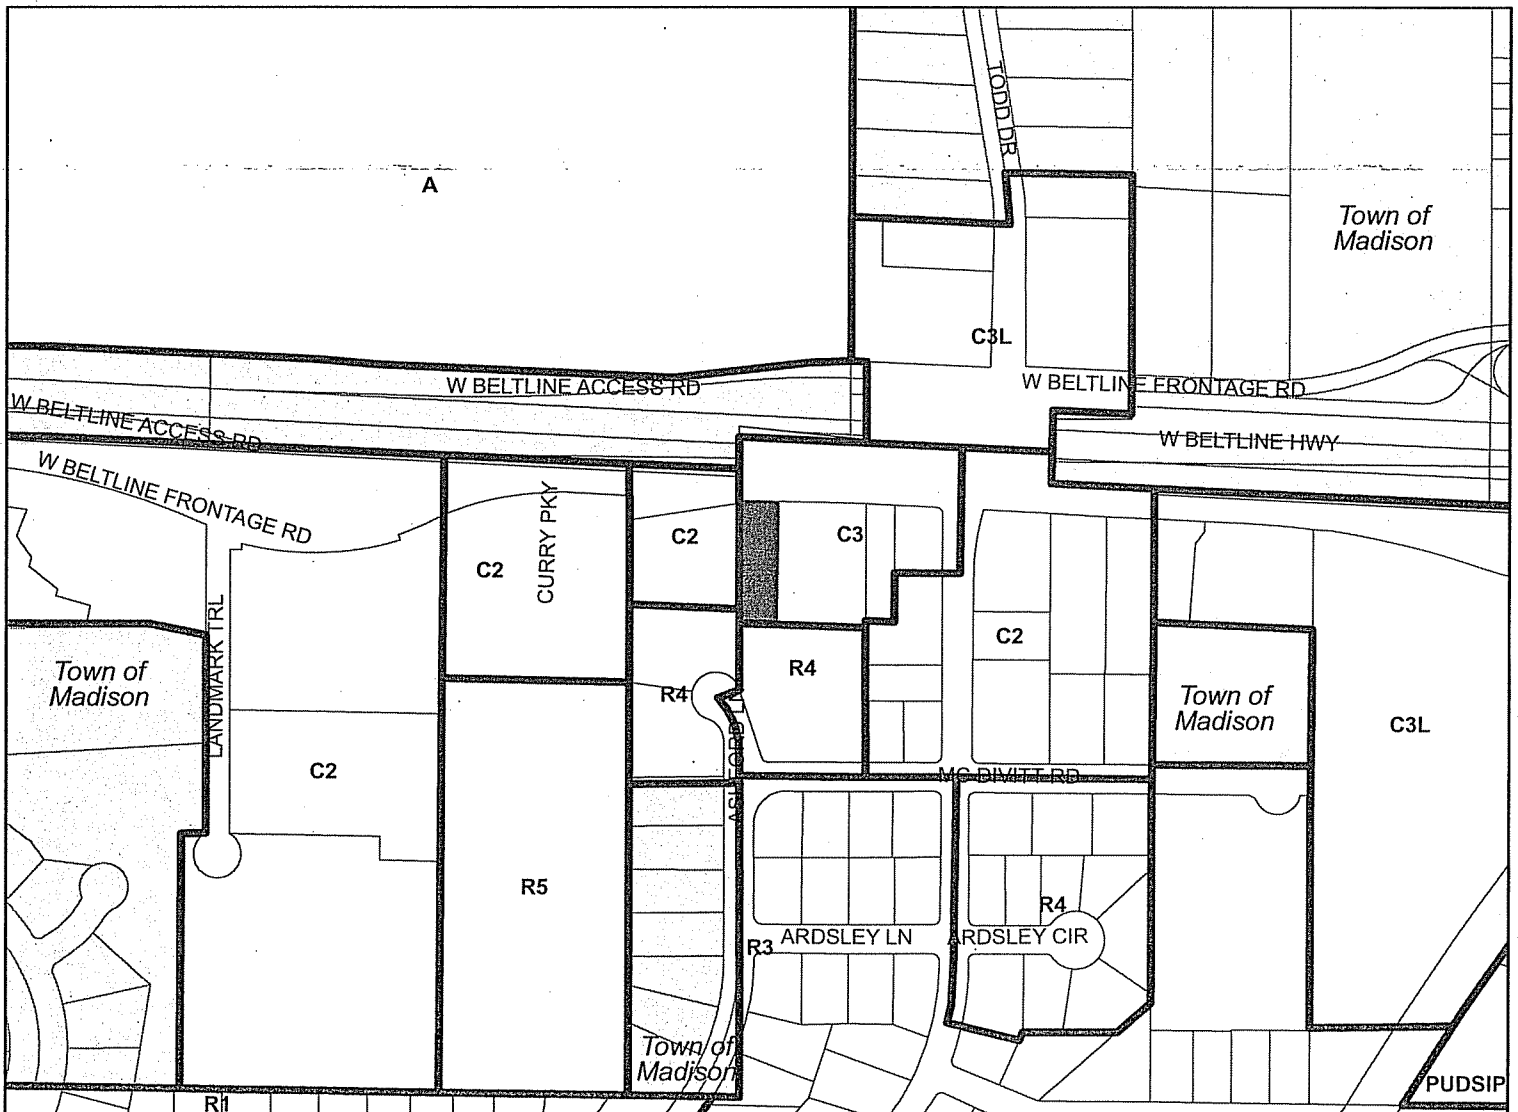 TODD DR
A
Town of
Madison
C3L
W BELTLINE ACCESS RD
W BELTLINE FRONTAGE RD
W BELTLINE ACCESS RD
W BELTLINE HWY
W BELTLINE FRONTAGE RD
CURRY PKY
C2
C2
C3
C2
LANDMARK TRL
Town of
Madison
R4
R4
Town of
Madison
C3L
C2
MC DIVITT RD
R5
R4
R3
ARDSLEY LN
ARDSLEY CIR
Town of
Madison
PUDSIP
R1